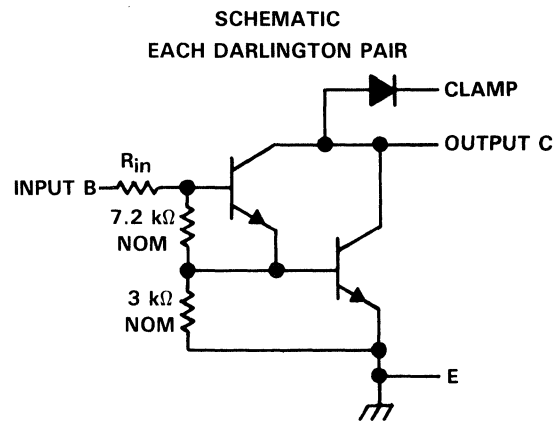 SCHEMATIC
EACH DARLINGTON PAIR
CLAMP
OUTPUT C
Rin
INPUT B
7.2 kΩ
NOM
3 kΩ
NOM
E